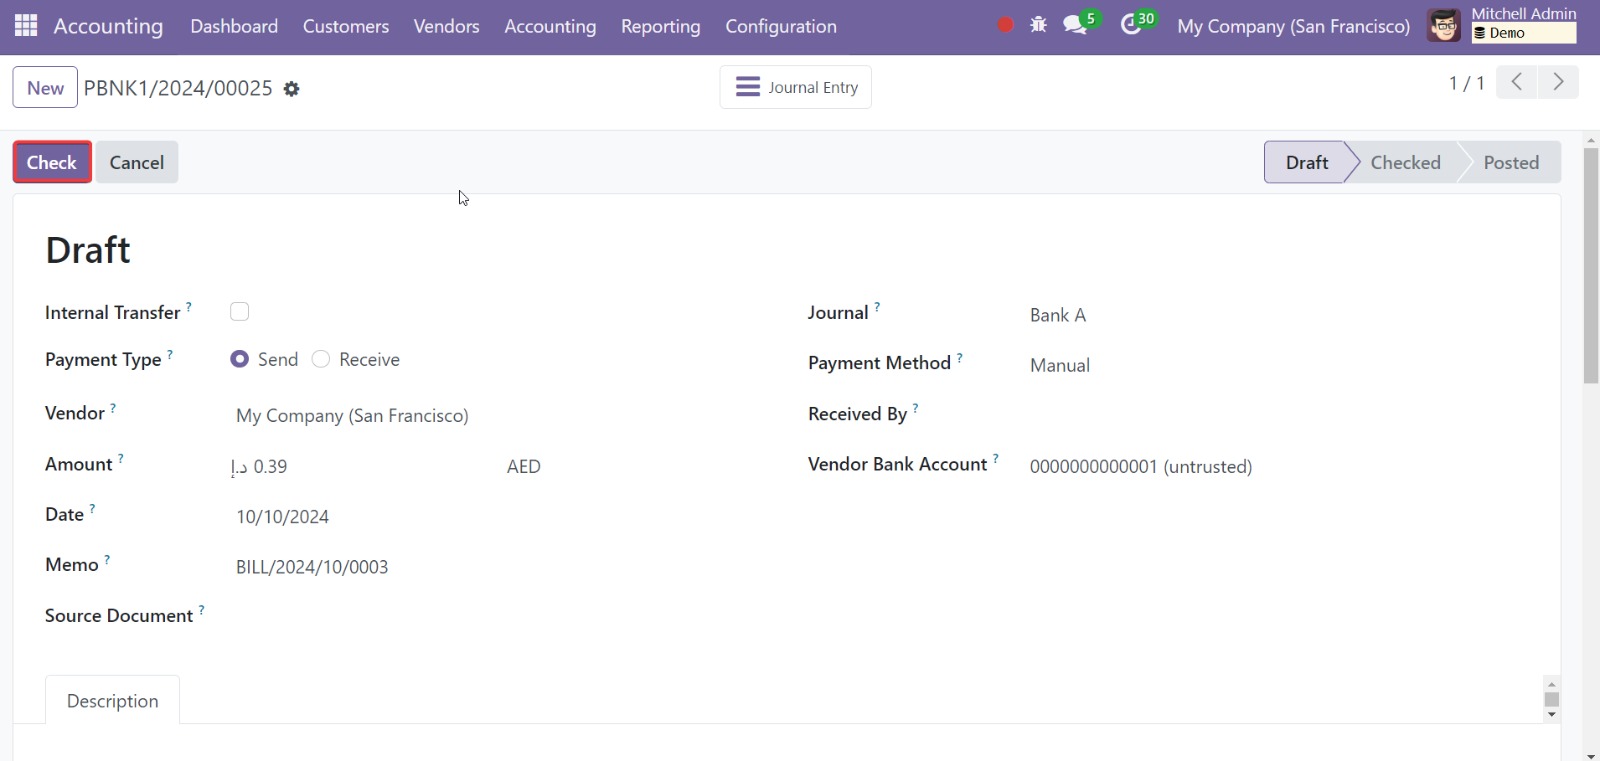 Accounting Dashboard Customers Vendors Accounting Reporting Configuration 5 30 My Company (San Francisco) Mitchell Admin
Demo
New PBNK1/2024/00025 Journal Entry 1 / 1
Check Cancel Draft Checked Posted
Draft
Internal Transfer ? Journal ? Bank A
Payment Type ? Send Receive Payment Method ? Manual
Vendor ? My Company (San Francisco) Received By ?
Amount ? د.إ 0.39 AED Vendor Bank Account ? 0000000000001 (untrusted)
Date ? 10/10/2024
Memo ? BILL/2024/10/0003
Source Document ?
Description